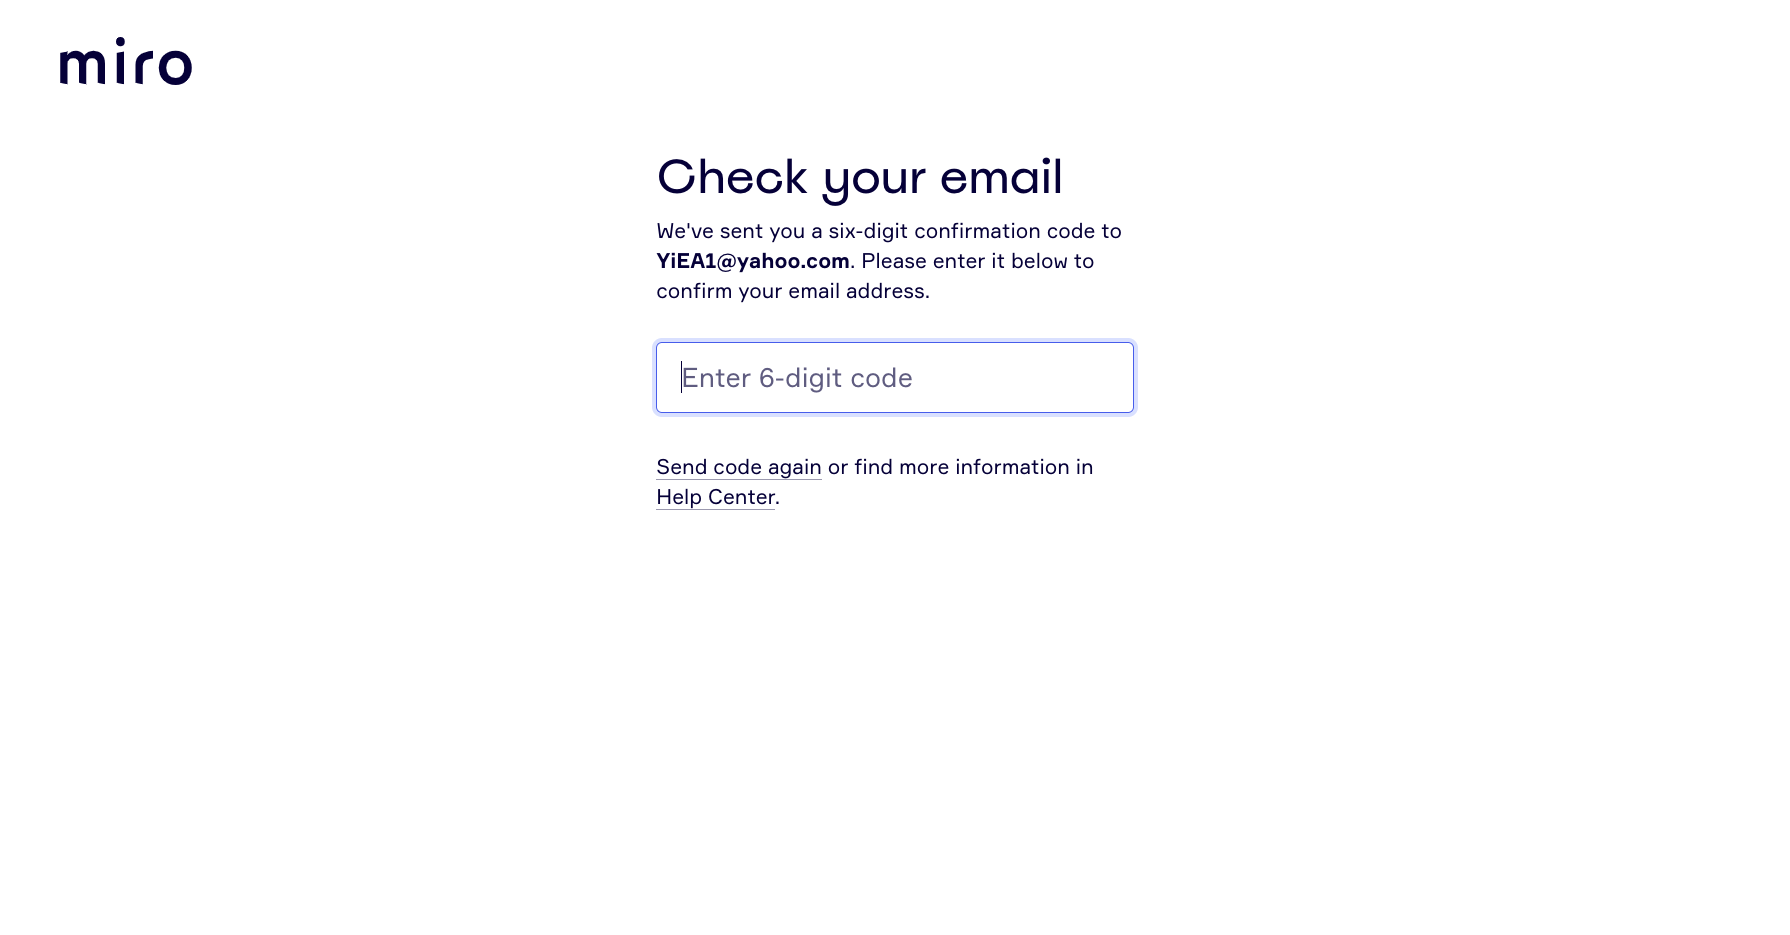 miro
Check your email
We've sent you a six-digit confirmation code to
YiEA1@yahoo.com. Please enter it below to
confirm your email address.
Enter 6-digit code
Send code again or find more information in
Help Center.